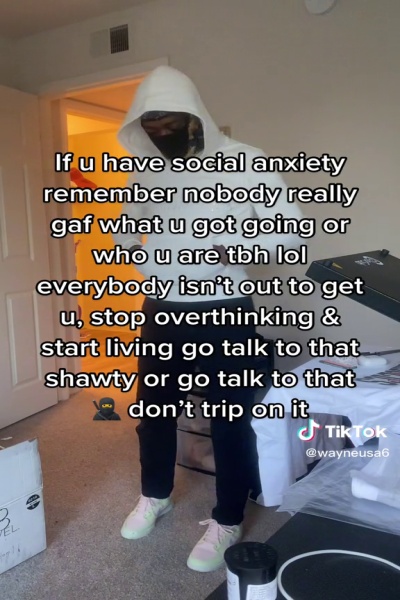 If u have social anxiety
remember nobody really
gaf what u got going or
who u are tbh lol
everybody isn't out to get
u, stop overthinking &
start living go talk to that
shawty or go talk to that
🥷 don't trip on it
TikTok
@wayneusa6